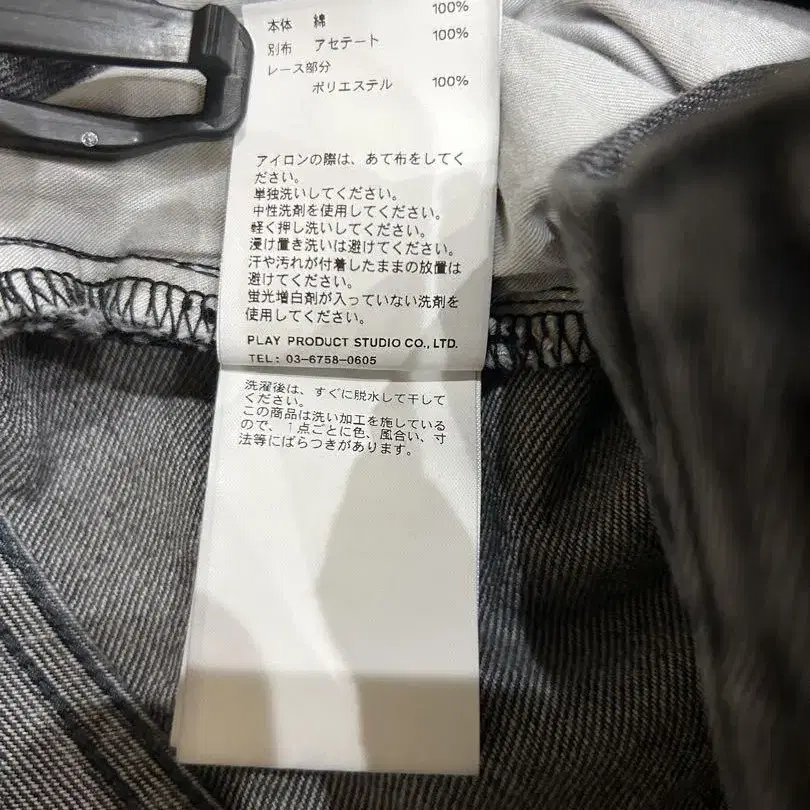 本体 綿 100%
別布 アセテート 100%
レース部分
ポリエステル 100%
アイロンの際は、あて布をしてく
ださい。
単独洗いしてください。
中性洗剤を使用してください。
軽く押し洗いしてください。
浸け置き洗いは避けてください。
汗や汚れが付着したままの放置は
避けてください。
蛍光増白剤が入っていない洗剤を
使用してください。
PLAY PRODUCT STUDIO CO., LTD.
TEL: 03-6758-0605
洗濯後は、すぐに脱水して干して
ください。
この商品は洗い加工を施している
ので、1点ごとに色、風合い、寸
法等にばらつきがあります。